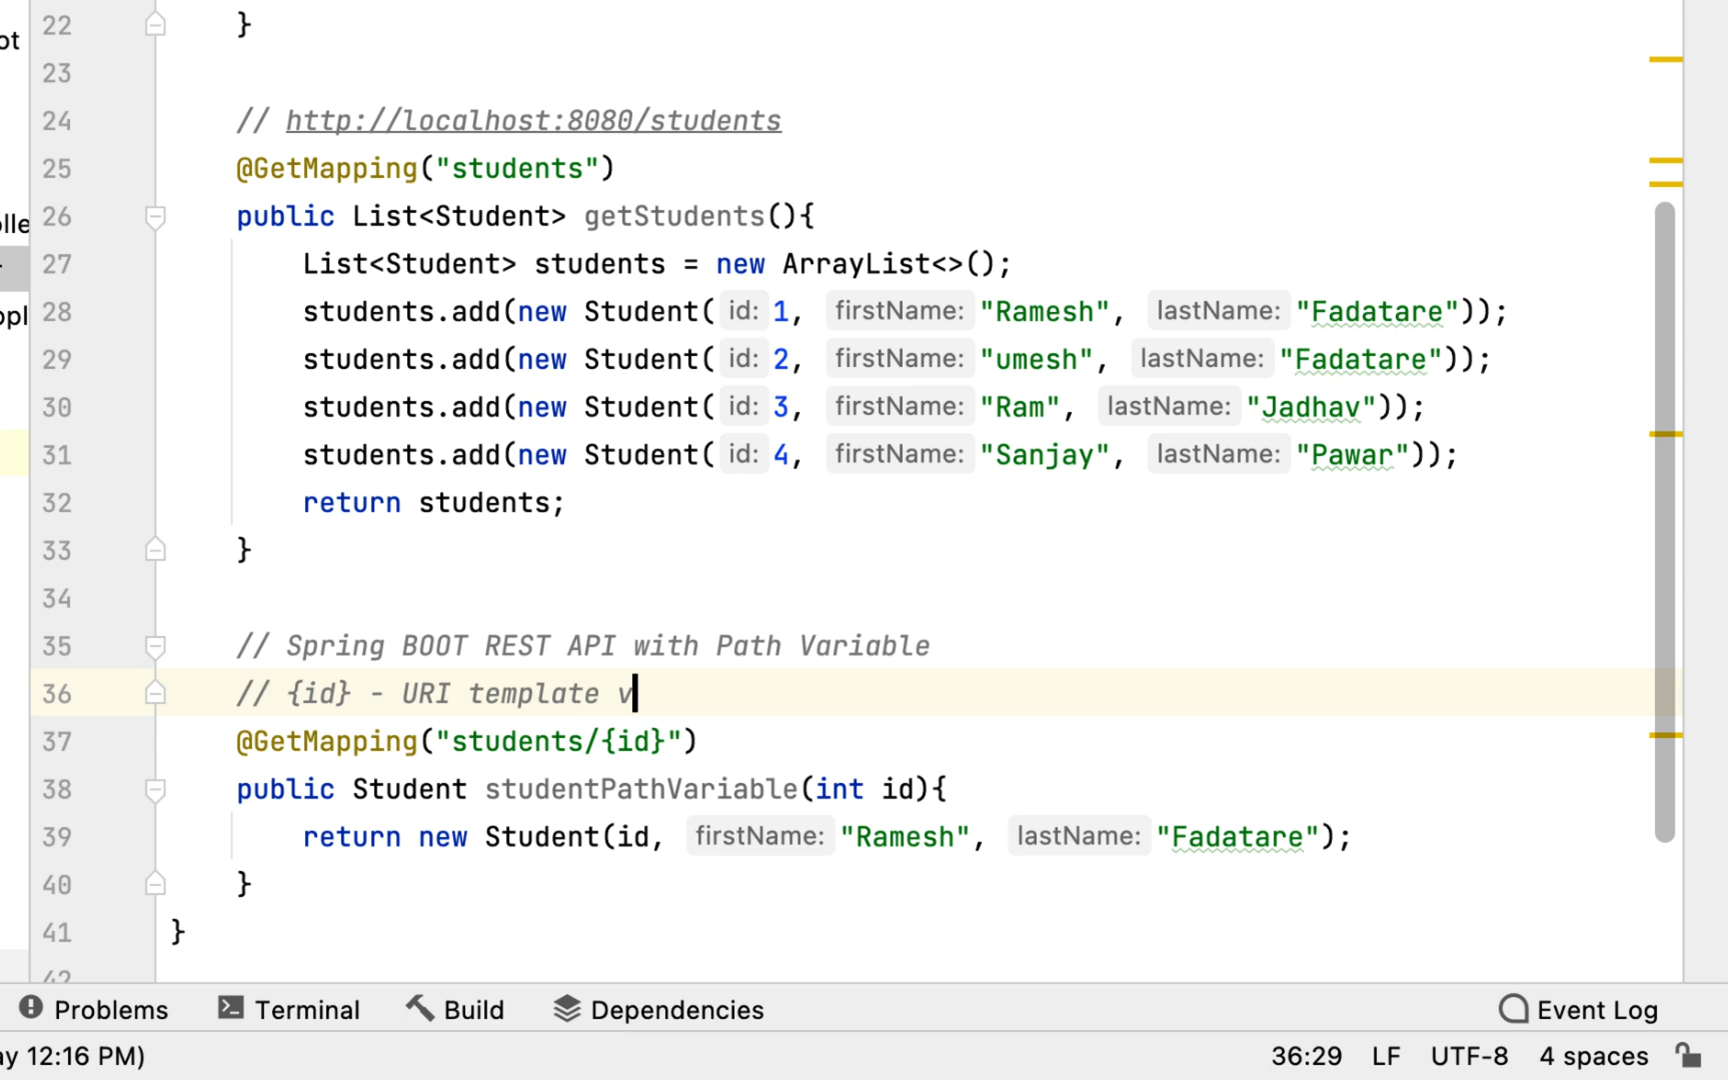 22 }
ot
23
24 // http://localhost:8080/students
25 @GetMapping("students")
olle 26 public List<Student> getStudents(){
27 List<Student> students = new ArrayList<>();
opl 28 students.add(new Student( id: 1, firstName: "Ramesh", lastName: "Fadatare"));
29 students.add(new Student( id: 2, firstName: "umesh", lastName: "Fadatare"));
30 students.add(new Student( id: 3, firstName: "Ram", lastName: "Jadhav"));
31 students.add(new Student( id: 4, firstName: "Sanjay", lastName: "Pawar"));
32 return students;
33 }
34
35 // Spring BOOT REST API with Path Variable
36 // {id} - URI template v
37 @GetMapping("students/{id}")
38 public Student studentPathVariable(int id){
39 return new Student(id, firstName: "Ramesh", lastName: "Fadatare");
40 }
41 }
42
Problems Terminal Build Dependencies Event Log
ay 12:16 PM) 36:29 LF UTF-8 4 spaces